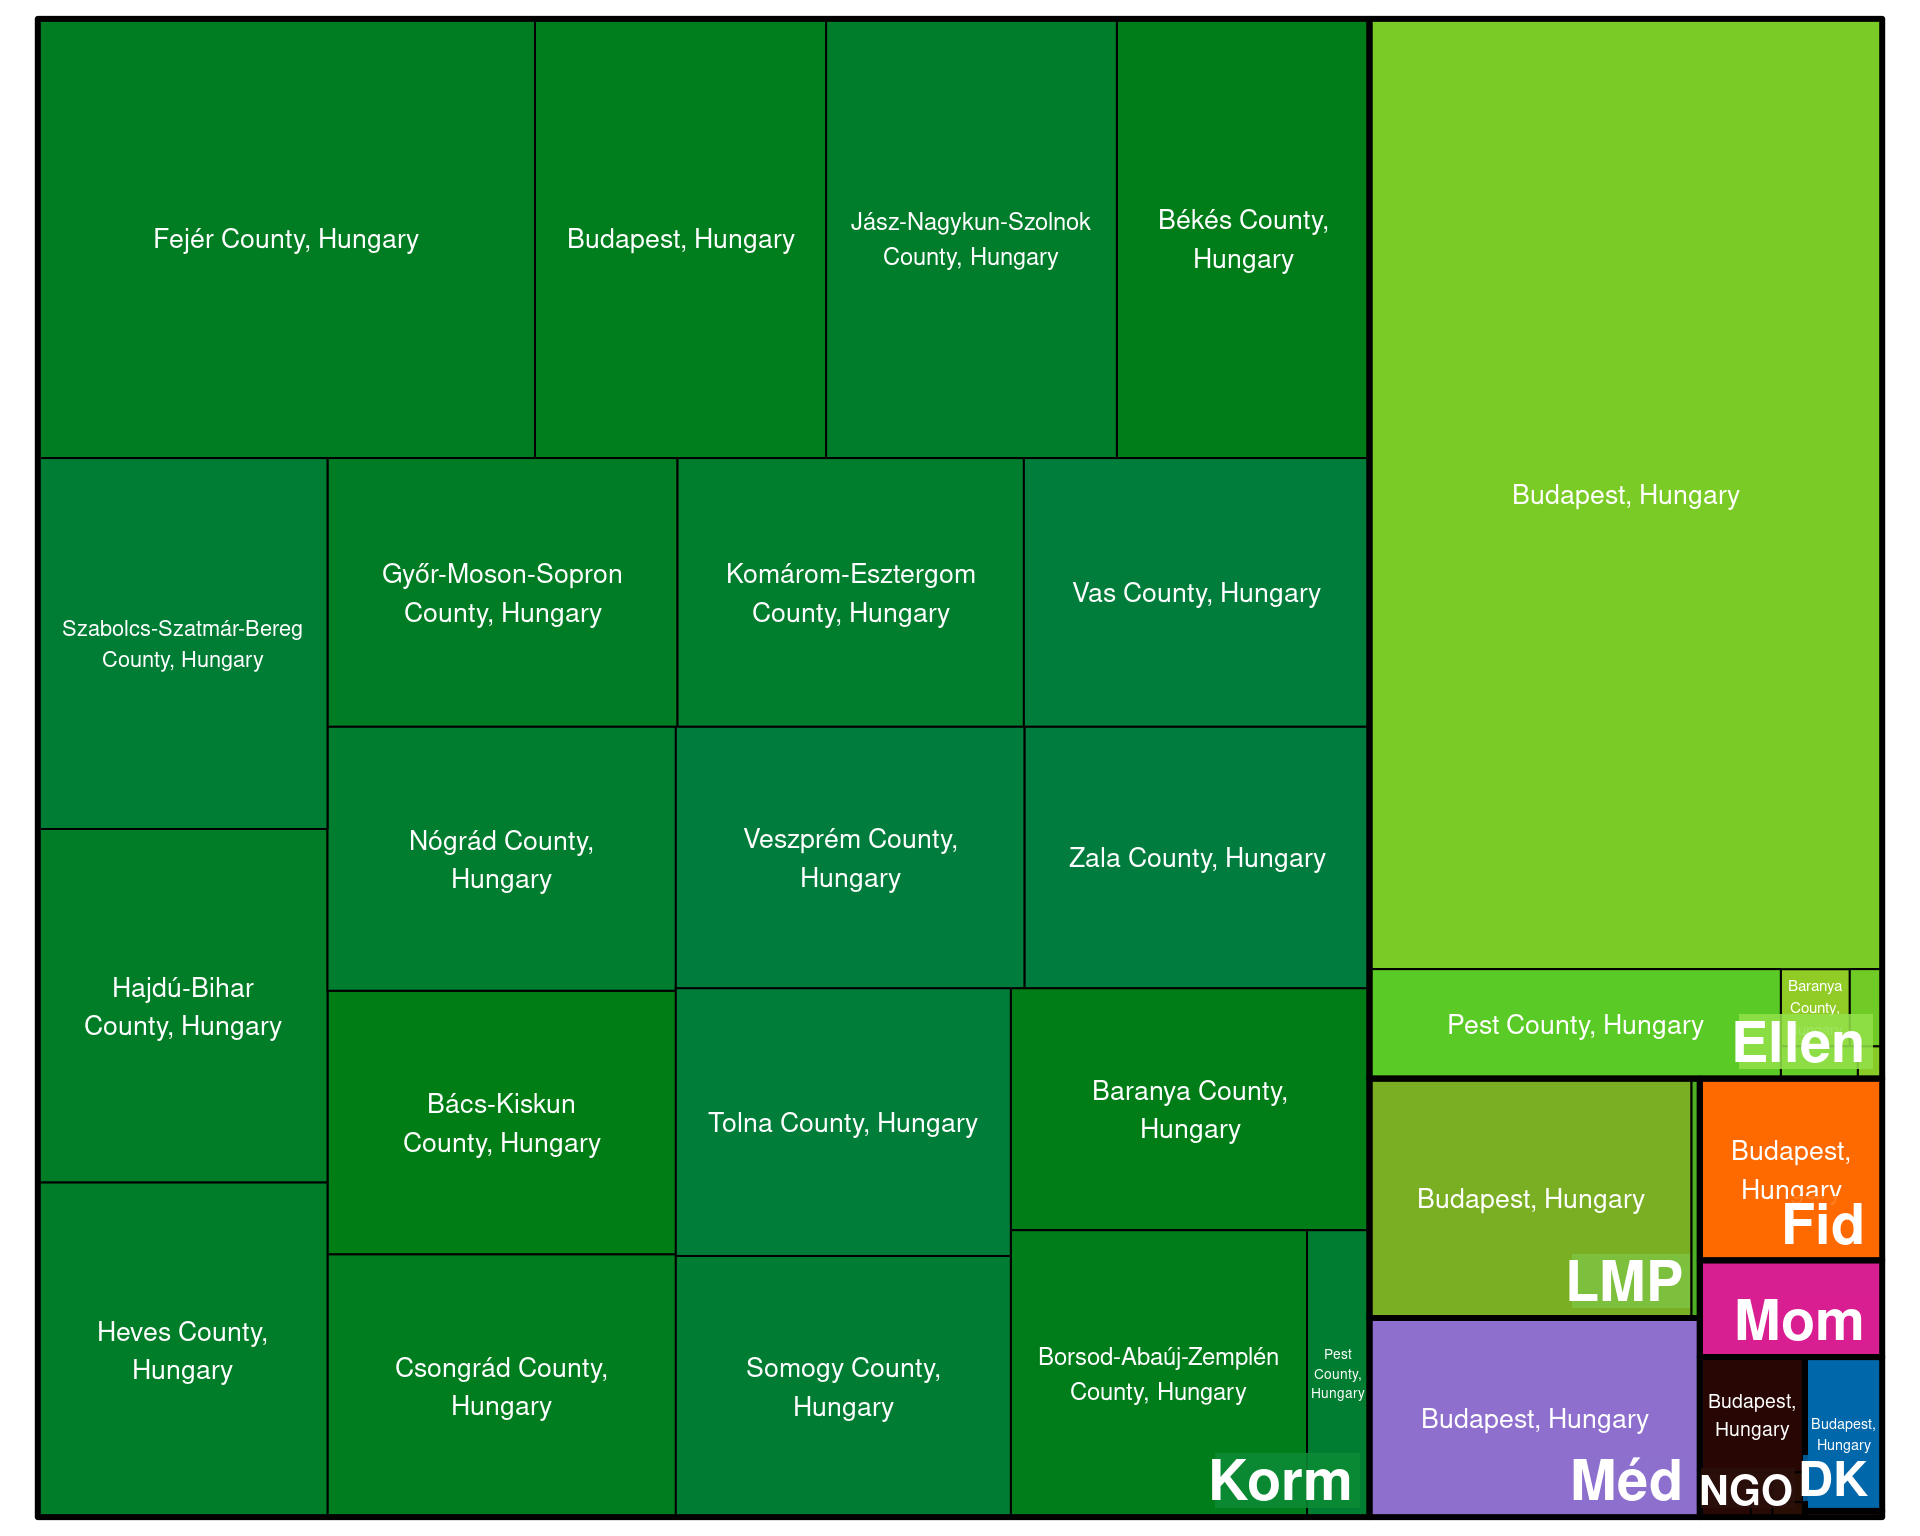 Fejér County, Hungary
Budapest, Hungary
Jász-Nagykun-Szolnok
County, Hungary
Békés County,
Hungary
Szabolcs-Szatmár-Bereg
County, Hungary
Győr-Moson-Sopron
County, Hungary
Komárom-Esztergom
County, Hungary
Vas County, Hungary
Hajdú-Bihar
County, Hungary
Nógrád County,
Hungary
Veszprém County,
Hungary
Zala County, Hungary
Heves County,
Hungary
Bács-Kiskun
County, Hungary
Tolna County, Hungary
Baranya County,
Hungary
Csongrád County,
Hungary
Somogy County,
Hungary
Borsod-Abaúj-Zemplén
County, Hungary
Pest
County,
Hungary
Korm
Budapest, Hungary
Pest County, Hungary
Baranya
County,
Ellen
Budapest, Hungary
LMP
Budapest,
Hungary
Fid
Mom
Budapest, Hungary
Méd
Budapest,
Hungary
NGO
Budapest,
Hungary
DK